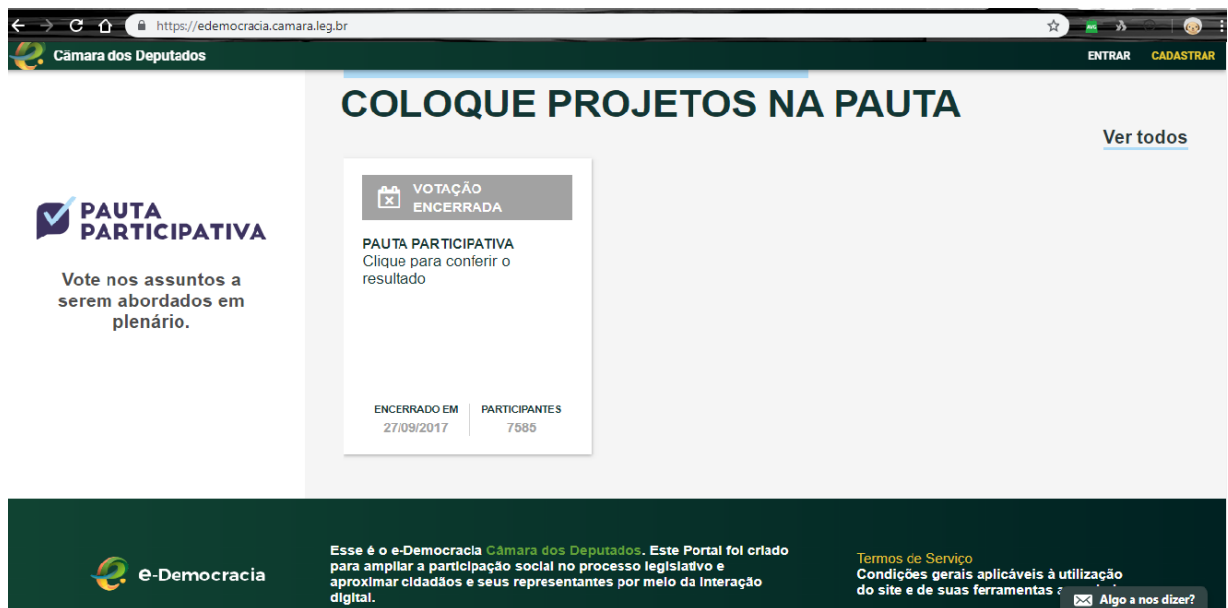 https://edemocracia.camara.leg.br
Câmara dos Deputados
ENTRAR CADASTRAR
COLOQUE PROJETOS NA PAUTA
Ver todos
PAUTA
PARTICIPATIVA
Vote nos assuntos a
serem abordados em
plenário.
VOTAÇÃO
ENCERRADA
PAUTA PARTICIPATIVA
Clique para conferir o
resultado
ENCERRADO EM PARTICIPANTES
27/09/2017 7585
e-Democracia
Esse é o e-Democracia Câmara dos Deputados. Este Portal foi criado
para ampliar a participação social no processo legislativo e
aproximar cidadãos e seus representantes por meio da interação
digital.
Termos de Serviço
Condições gerais aplicáveis à utilização
do site e de suas ferramentas
Algo a nos dizer?